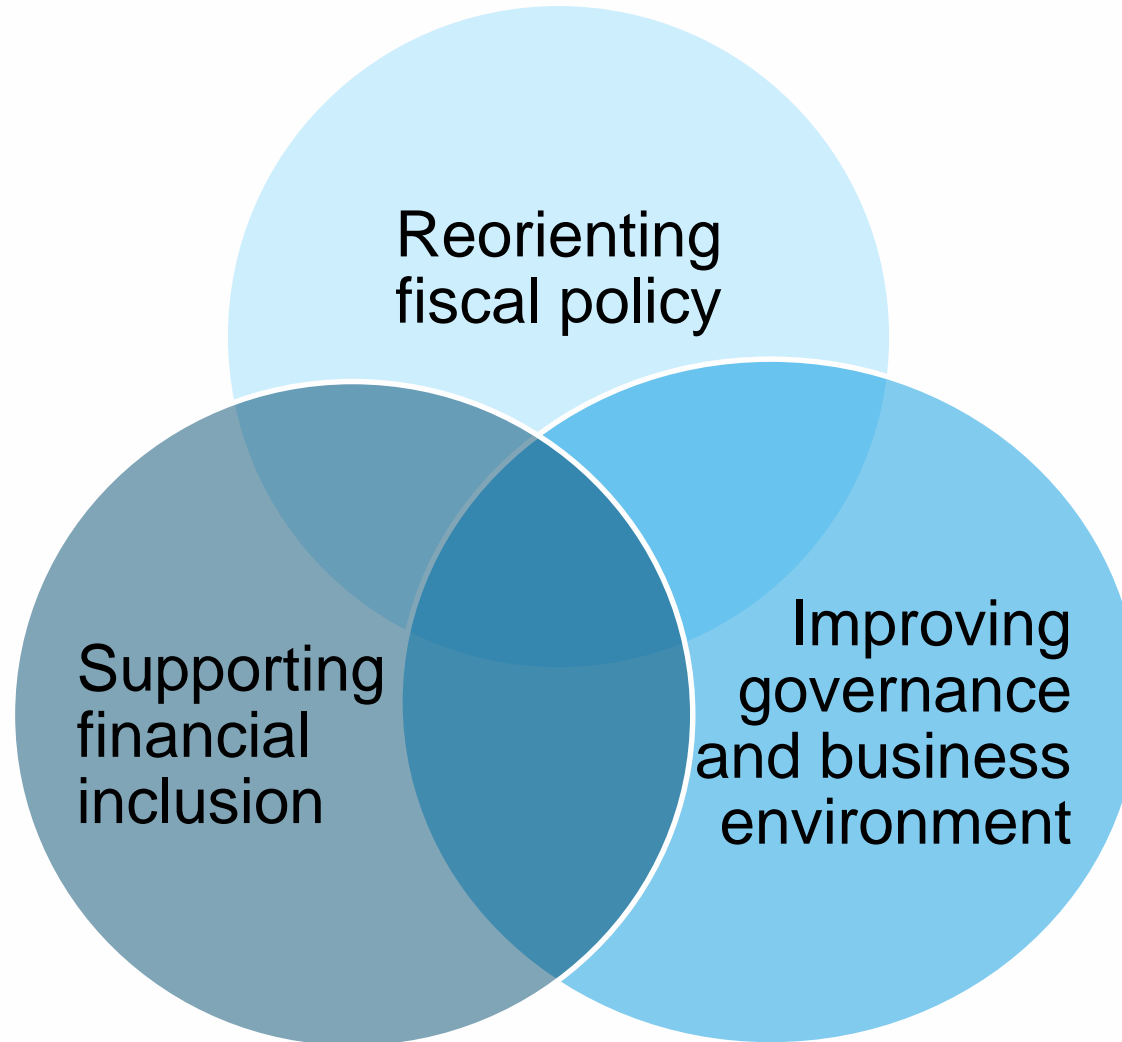 Reorienting
fiscal policy
Supporting
financial
inclusion
Improving
governance
and business
environment